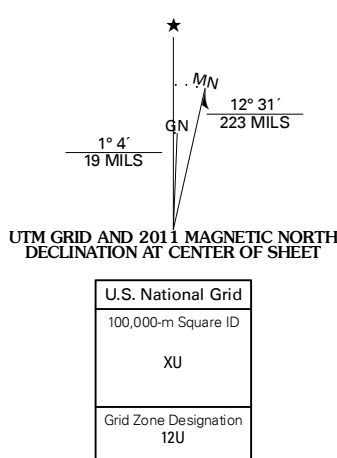 ★
MN
12° 31´
223 MILS
GN
1° 4´
19 MILS
UTM GRID AND 2011 MAGNETIC NORTH
DECLINATION AT CENTER OF SHEET
U.S. National Grid
100,000-m Square ID
XU
Grid Zone Designation
12U